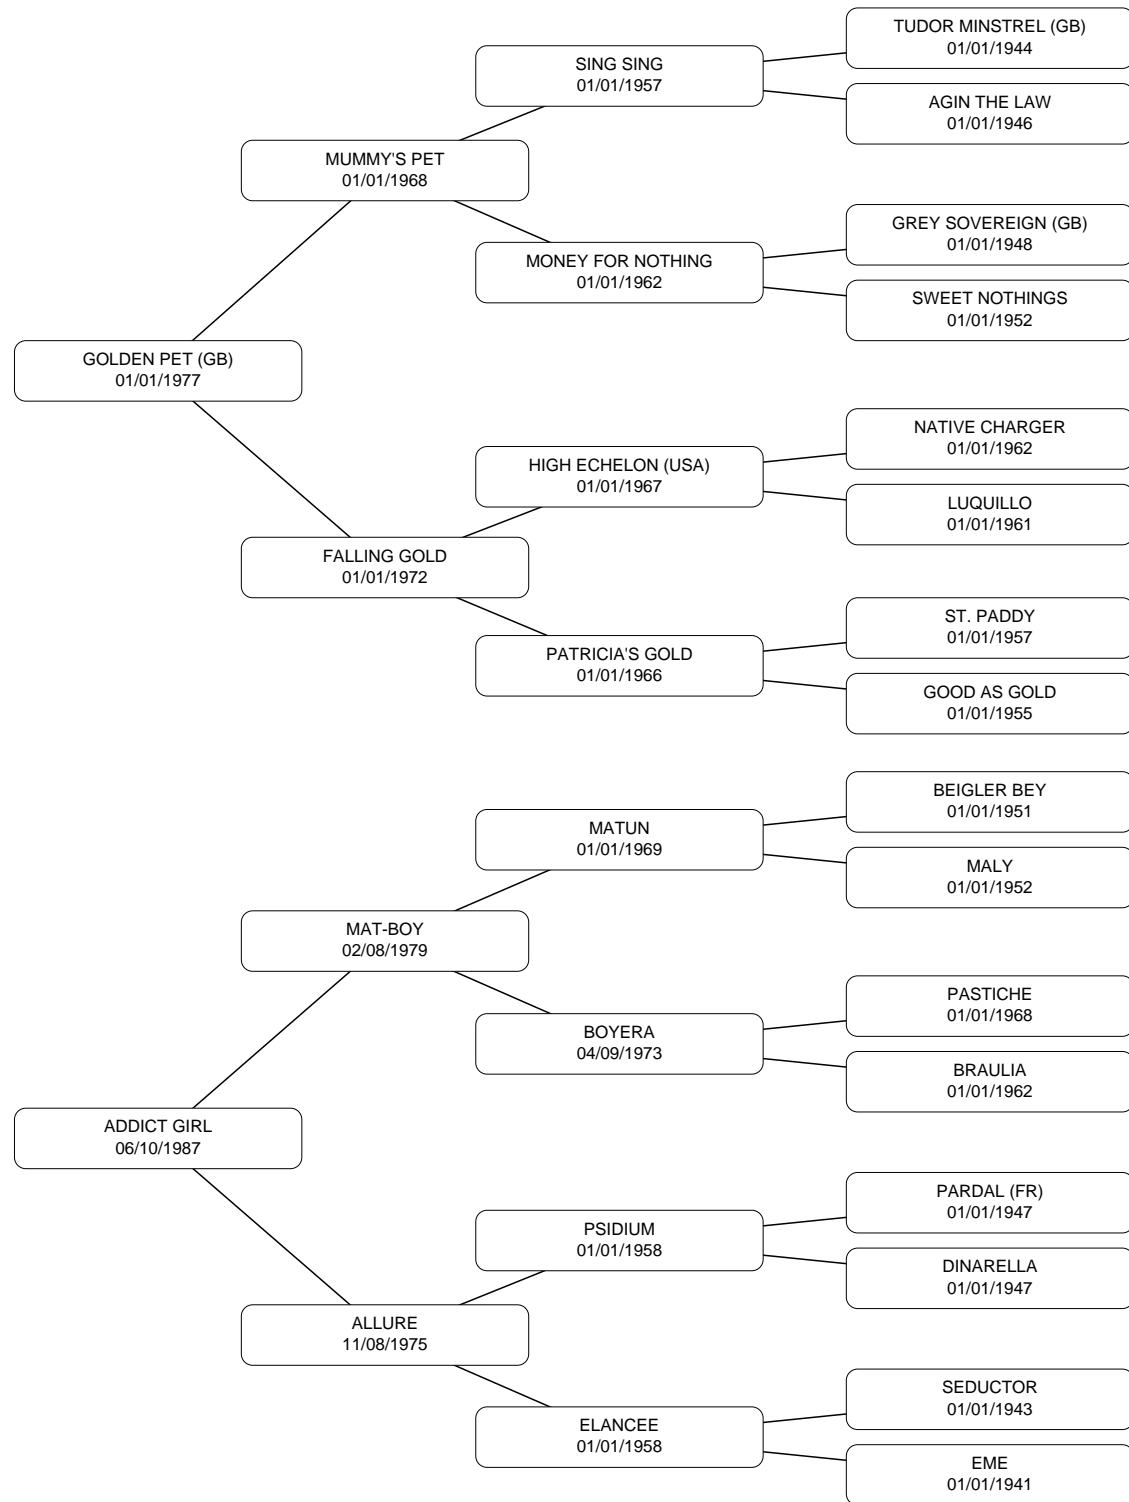 TUDOR MINSTREL (GB)
01/01/1944
SING SING
01/01/1957
AGIN THE LAW
01/01/1946
MUMMY'S PET
01/01/1968
GREY SOVEREIGN (GB)
01/01/1948
MONEY FOR NOTHING
01/01/1962
SWEET NOTHINGS
01/01/1952
GOLDEN PET (GB)
01/01/1977
NATIVE CHARGER
01/01/1962
HIGH ECHELON (USA)
01/01/1967
LUQUILLO
01/01/1961
FALLING GOLD
01/01/1972
ST. PADDY
01/01/1957
PATRICIA'S GOLD
01/01/1966
GOOD AS GOLD
01/01/1955
BEIGLER BEY
01/01/1951
MATUN
01/01/1969
MALY
01/01/1952
MAT-BOY
02/08/1979
PASTICHE
01/01/1968
BOYERA
04/09/1973
BRAULIA
01/01/1962
ADDICT GIRL
06/10/1987
PARDAL (FR)
01/01/1947
PSIDIUM
01/01/1958
DINARELLA
01/01/1947
ALLURE
11/08/1975
SEDUCTOR
01/01/1943
ELANCEE
01/01/1958
EME
01/01/1941